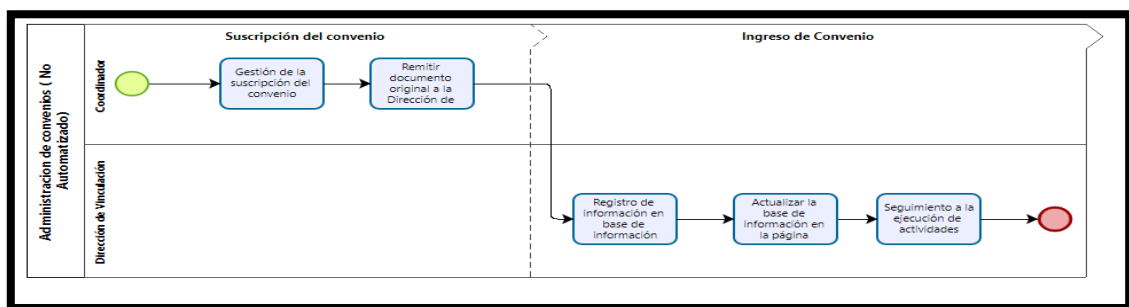 Administracion de convenios ( No
Automatizado)
Suscripción del convenio
Ingreso de Convenio
Coordinador
Gestión de la
suscripción del
convenio
Remitir
documento
original a la
Dirección de
Dirección de Vinculación
Registro de
información en
base de
información
Actualizar la
base de
información en
la página
Seguimiento a la
ejecución de
actividades